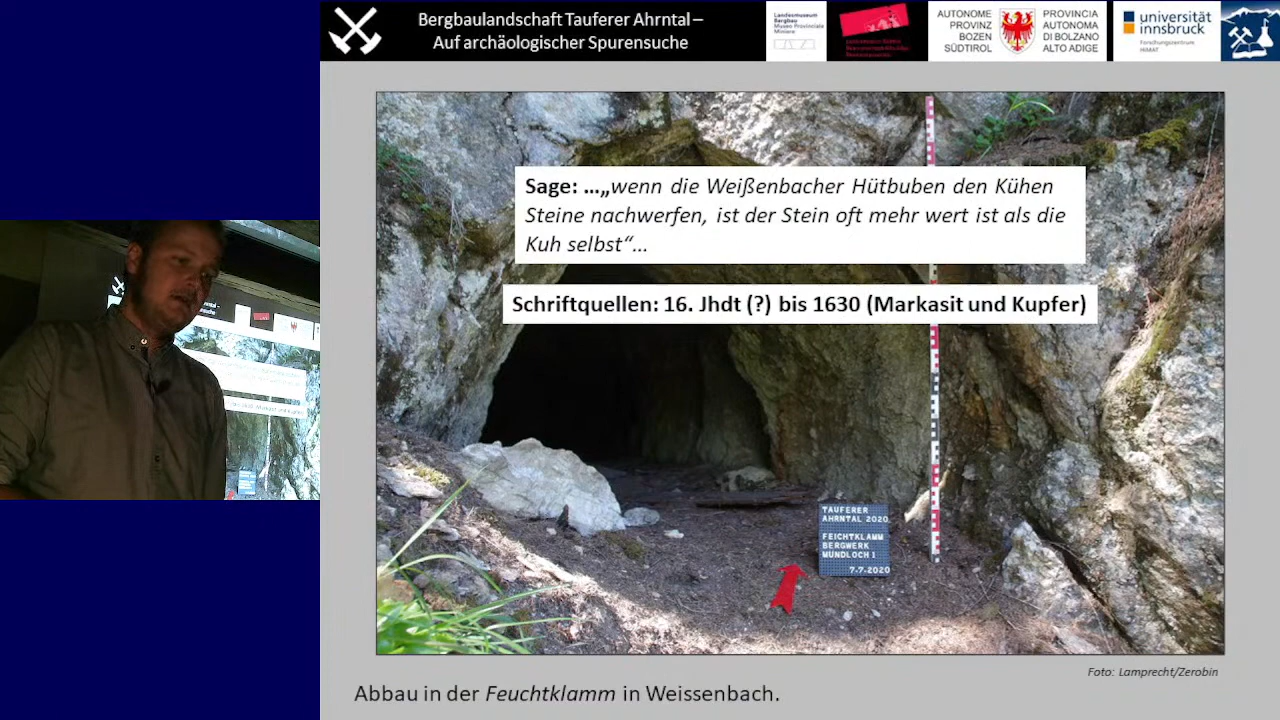 Bergbaulandschaft Tauferer Ahrntal –
Auf archäologischer Spurensuche
Landesmuseum
Bergbau
Museo Provinciale
Miniere
AUTONOME
PROVINZ
BOZEN
SÜDTIROL
PROVINCIA
AUTONOMA
DI BOLZANO
ALTO ADIGE
universität
innsbruck
Forschungszentrum
HiMAT
Sage: ...„wenn die Weißenbacher Hütbuben den Kühen
Steine nachwerfen, ist der Stein oft mehr wert ist als die
Kuh selbst“...
Schriftquellen: 16. Jhdt (?) bis 1630 (Markasit und Kupfer)
TAUFERER
AHRNTAL 2020
FEICHTKLAMM
BERGWERK
MUNDLOCH 1
7-7-2020
Foto: Lamprecht/Zerobin
Abbau in der Feuchtklamm in Weissenbach.